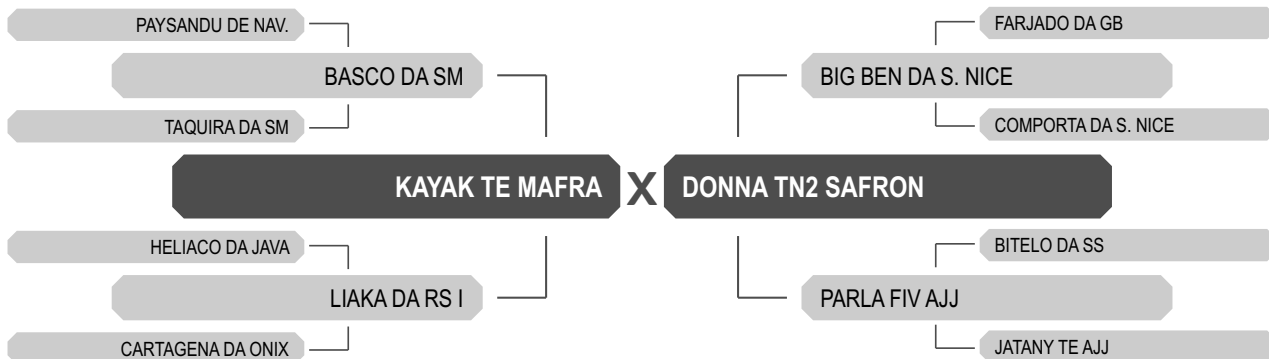 PAYSANDU DE NAV.
BASCO DA SM
TAQUIRA DA SM
KAYAK TE MAFRA
HELIACO DA JAVA
LIAKA DA RS I
CARTAGENA DA ONIX
X
FARJADO DA GB
BIG BEN DA S. NICE
COMPORTA DA S. NICE
DONNA TN2 SAFRON
BITELO DA SS
PARLA FIV AJJ
JATANY TE AJJ